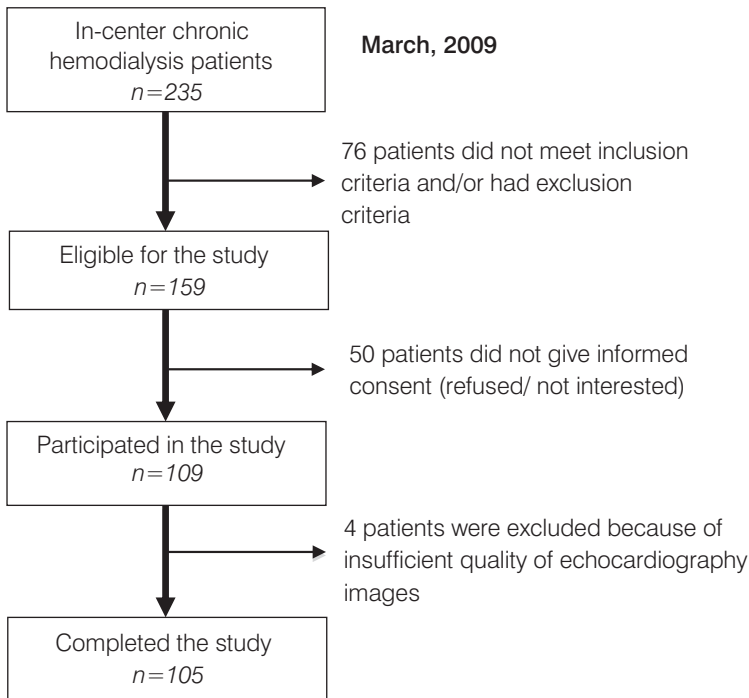 In-center chronic
hemodialysis patients
n=235
March, 2009
76 patients did not meet inclusion
criteria and/or had exclusion
criteria
Eligible for the study
n=159
50 patients did not give informed
consent (refused/ not interested)
Participated in the study
n=109
4 patients were excluded because of
insufficient quality of echocardiography
images
Completed the study
n=105